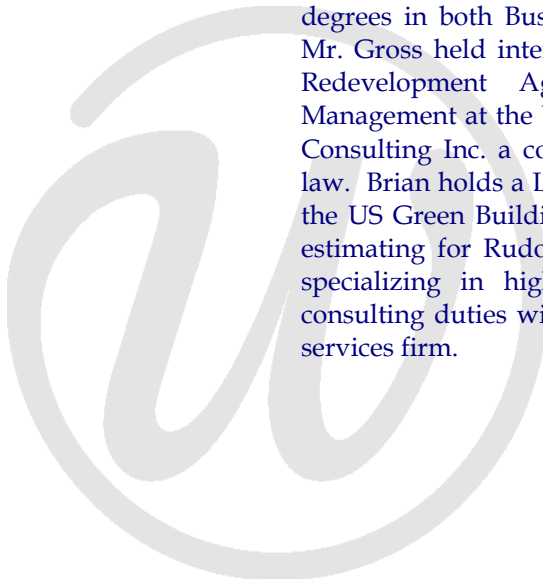 degrees in both Bus
Mr. Gross held inte
Redevelopment Ag
Management at the
Consulting Inc. a co
law. Brian holds a L
the US Green Buildi
estimating for Rudo
specializing in hig
consulting duties wi
services firm.